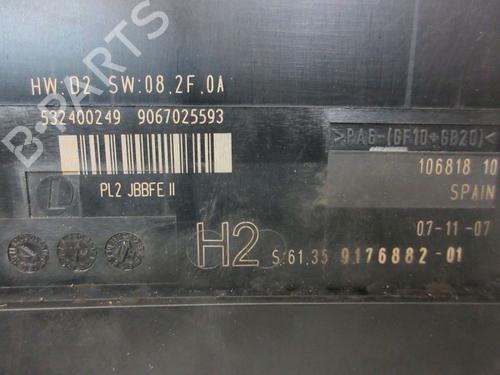 HW:D2 SW:08.2F.0A
532400249 9067025593
>PA6-(GF10+GB20)<
106818 10
PL2 JBBFE II
SPAIN
07-11-07
H2 S:61.35 9176882-01
B-PARTS
B-PARTS